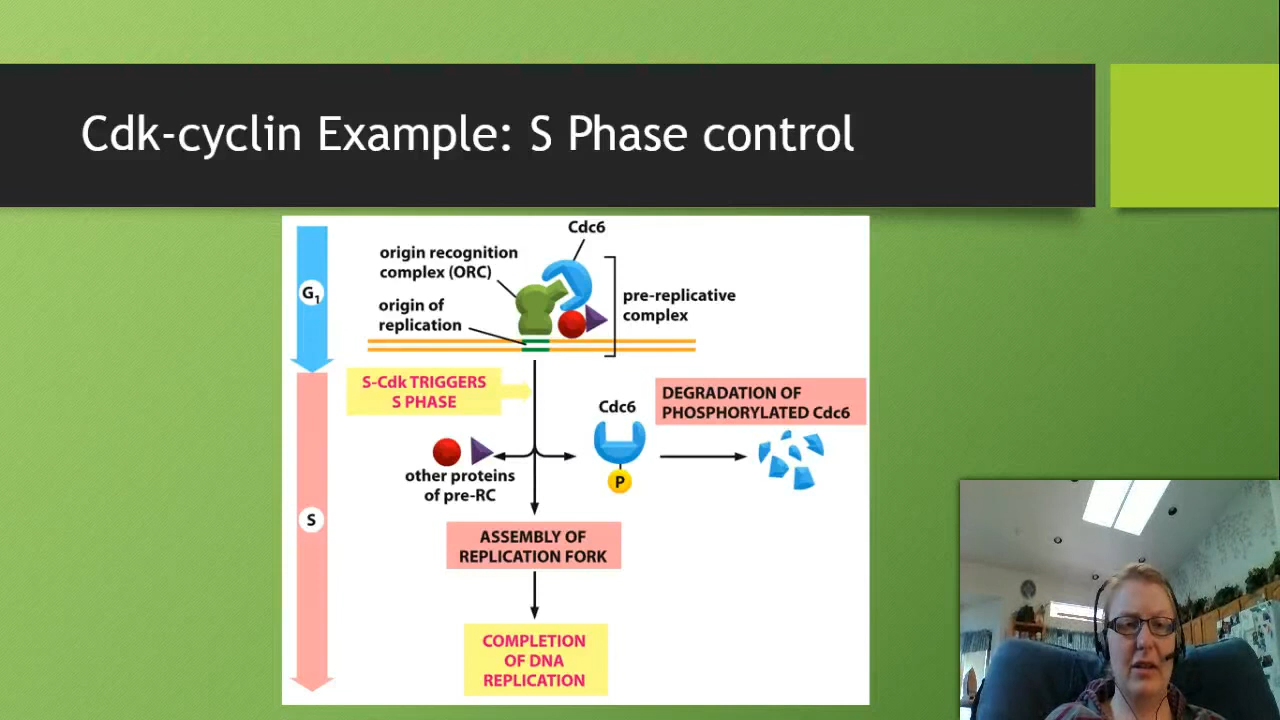 Cdk-cyclin Example: S Phase control
Cdc6
origin recognition
complex (ORC)
G1
origin of
replication
pre-replicative
complex
S-Cdk TRIGGERS
S PHASE
Cdc6
DEGRADATION OF
PHOSPHORYLATED Cdc6
other proteins
of pre-RC
P
S
ASSEMBLY OF
REPLICATION FORK
COMPLETION
OF DNA
REPLICATION